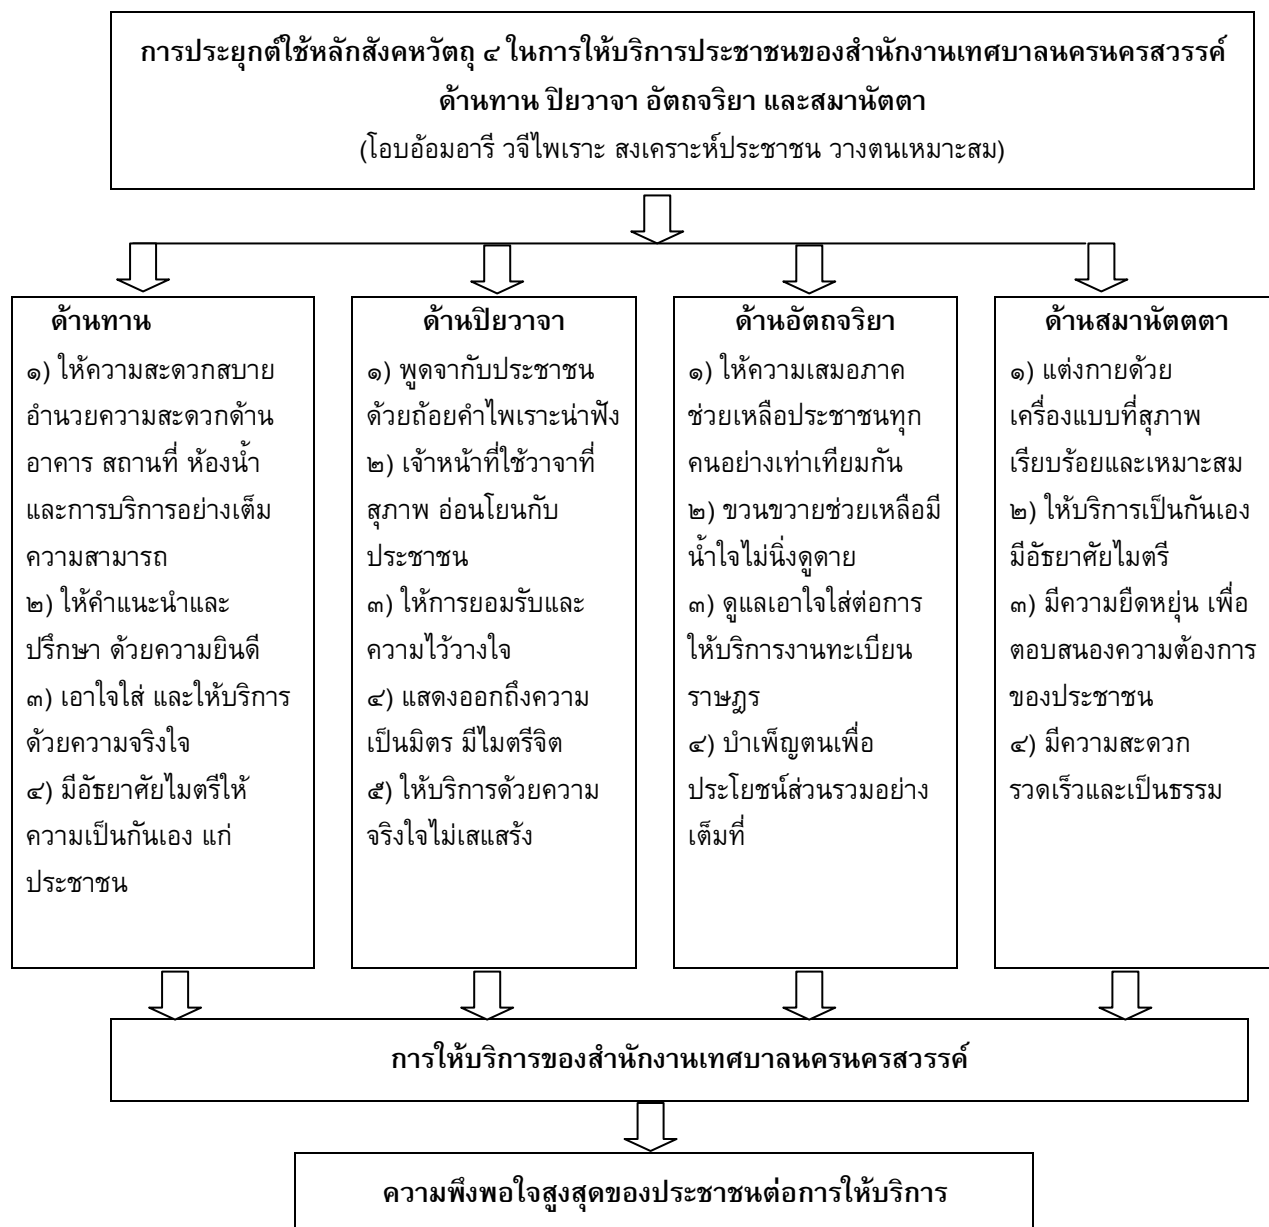 การประยุกต์ใช้หลักสังคหวัตถุ ๔ ในการให้บริการประชาชนของสำนักงานเทศบาลนครนครสวรรค์
ด้านทาน ปิยวาจา อัตถจริยา และสมานัตตา
(โอบอ้อมอารี วจีไพเราะ สงเคราะห์ประชาชน วางตนเหมาะสม)
ด้านทาน
๑) ให้ความสะดวกสบาย
อำนวยความสะดวกด้าน
อาคาร สถานที่ ห้องน้ำ
และการบริการอย่างเต็ม
ความสามารถ
๒) ให้คำแนะนำและ
ปรึกษา ด้วยความยินดี
๓) เอาใจใส่ และให้บริการ
ด้วยความจริงใจ
๔) มีอัธยาศัยไมตรีให้
ความเป็นกันเอง แก่
ประชาชน
ด้านปิยวาจา
๑) พูดจากับประชาชน
ด้วยถ้อยคำไพเราะน่าฟัง
๒) เจ้าหน้าที่ใช้วาจาที่
สุภาพ อ่อนโยนกับ
ประชาชน
๓) ให้การยอมรับและ
ความไว้วางใจ
๔) แสดงออกถึงความ
เป็นมิตร มีไมตรีจิต
๕) ให้บริการด้วยความ
จริงใจไม่เสแสร้ง
ด้านอัตถจริยา
๑) ให้ความเสมอภาค
ช่วยเหลือประชาชนทุก
คนอย่างเท่าเทียมกัน
๒) ขวนขวายช่วยเหลือมี
น้ำใจไม่นิ่งดูดาย
๓) ดูแลเอาใจใส่ต่อการ
ให้บริการงานทะเบียน
ราษฎร
๔) บำเพ็ญตนเพื่อ
ประโยชน์ส่วนรวมอย่าง
เต็มที่
ด้านสมานัตตตา
๑) แต่งกายด้วย
เครื่องแบบที่สุภาพ
เรียบร้อยและเหมาะสม
๒) ให้บริการเป็นกันเอง
มีอัธยาศัยไมตรี
๓) มีความยืดหยุ่น เพื่อ
ตอบสนองความต้องการ
ของประชาชน
๔) มีความสะดวก
รวดเร็วและเป็นธรรม
การให้บริการของสำนักงานเทศบาลนครนครสวรรค์
ความพึงพอใจสูงสุดของประชาชนต่อการให้บริการ